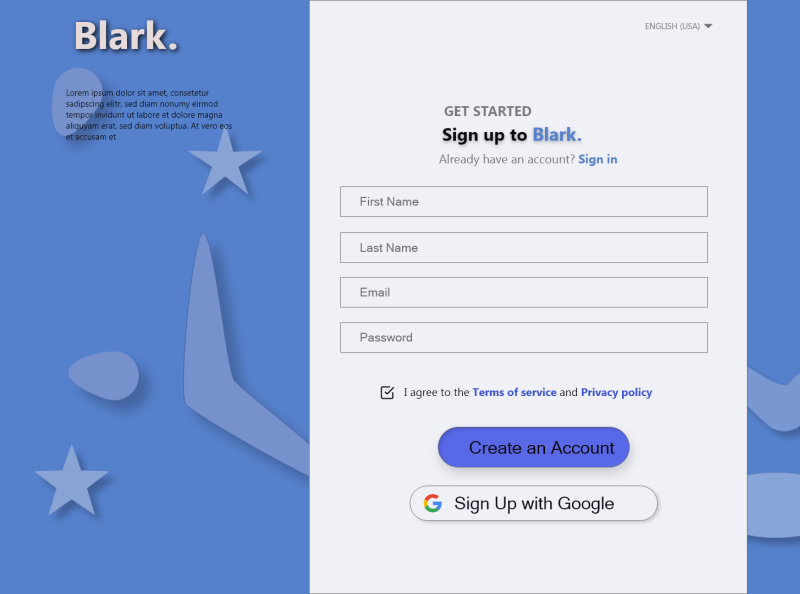 Blark.
Lorem ipsum dolor sit amet, consetetur
sadipscing elitr, sed diam nonumy eirmod
tempor invidunt ut labore et dolore magna
aliquyam erat, sed diam voluptua. At vero eos
et accusam et
ENGLISH (USA)
GET STARTED
Sign up to Blark.
Already have an account? Sign in
First Name
Last Name
Email
Password
I agree to the Terms of service and Privacy policy
Create an Account
Sign Up with Google